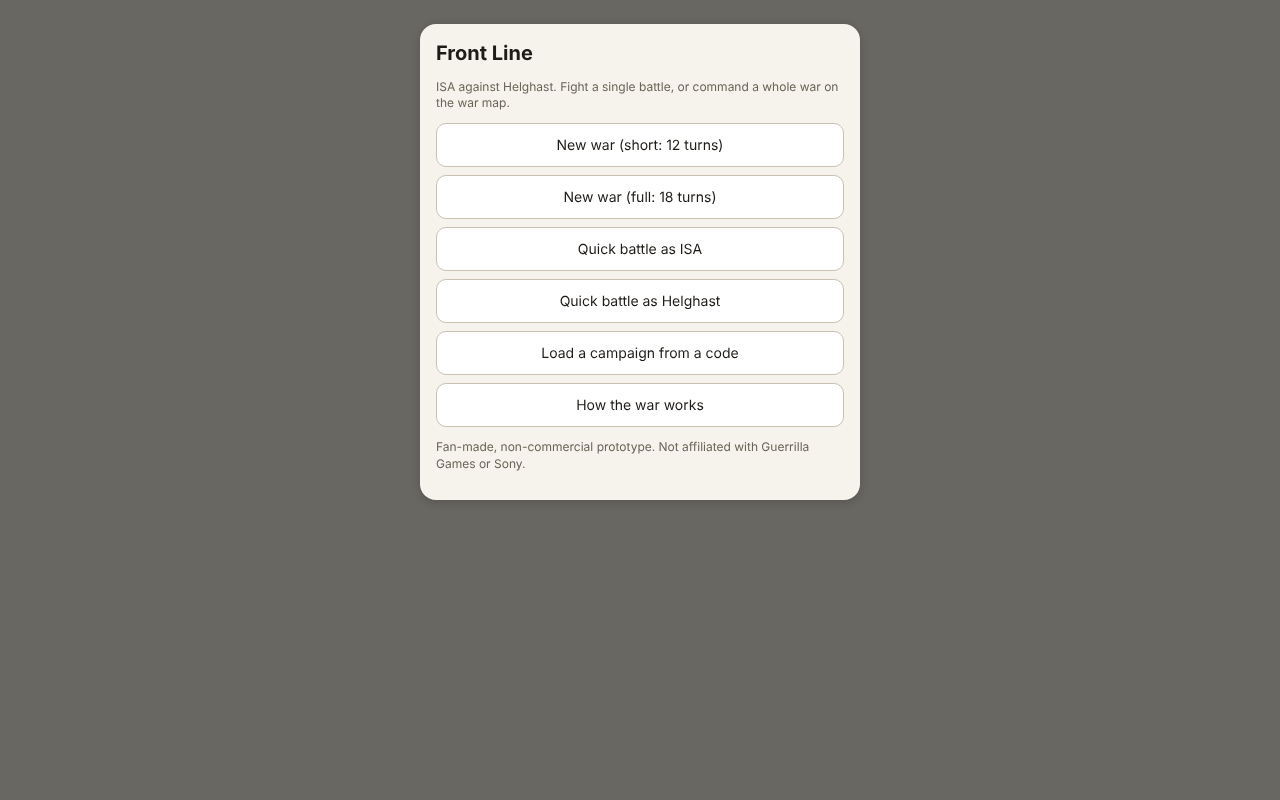 Front Line
ISA against Helghast. Fight a single battle, or command a whole war on
the war map.
New war (short: 12 turns)
New war (full: 18 turns)
Quick battle as ISA
Quick battle as Helghast
Load a campaign from a code
How the war works
Fan-made, non-commercial prototype. Not affiliated with Guerrilla
Games or Sony.